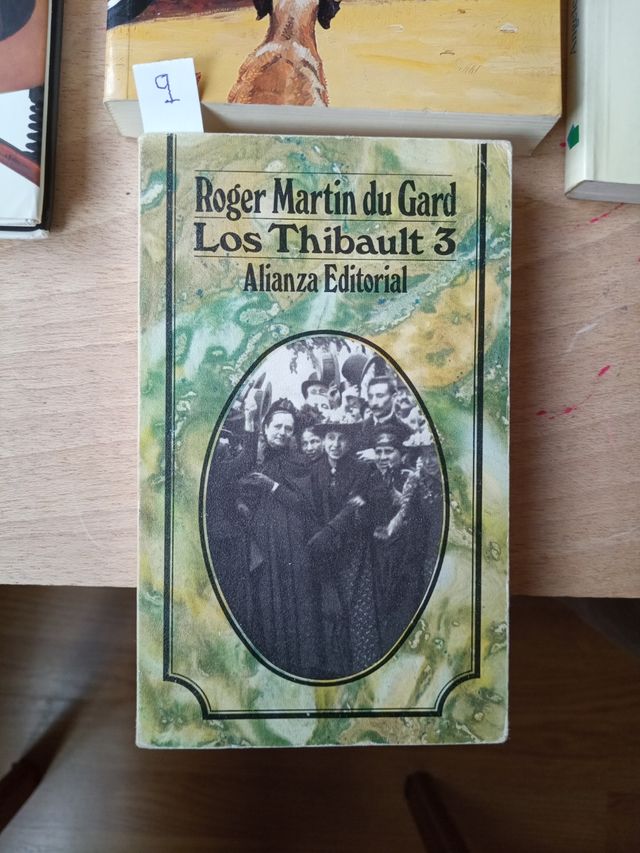 9
Roger Martin du Gard
Los Thibault 3
Alianza Editorial